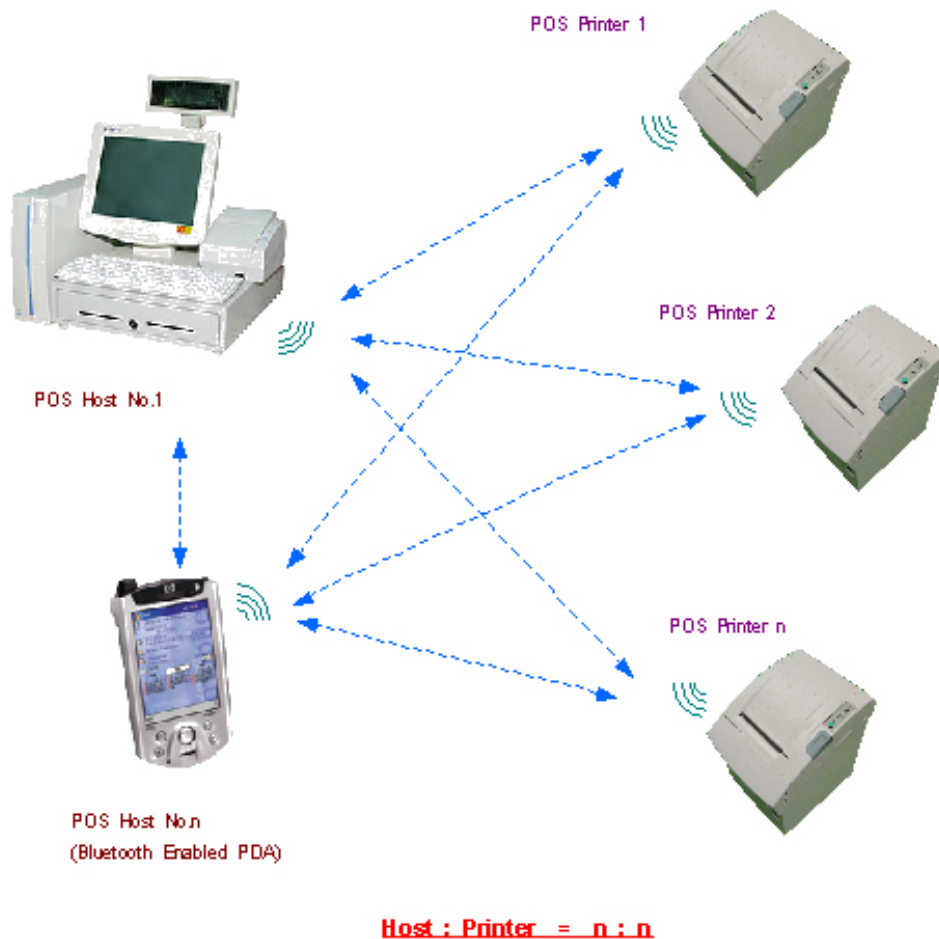 POS Printer 1
POS Printer 2
POS Host No.1
POS Printer n
POS Host No.n
(Bluetooth Enabled PDA)
Host : Printer = n : n